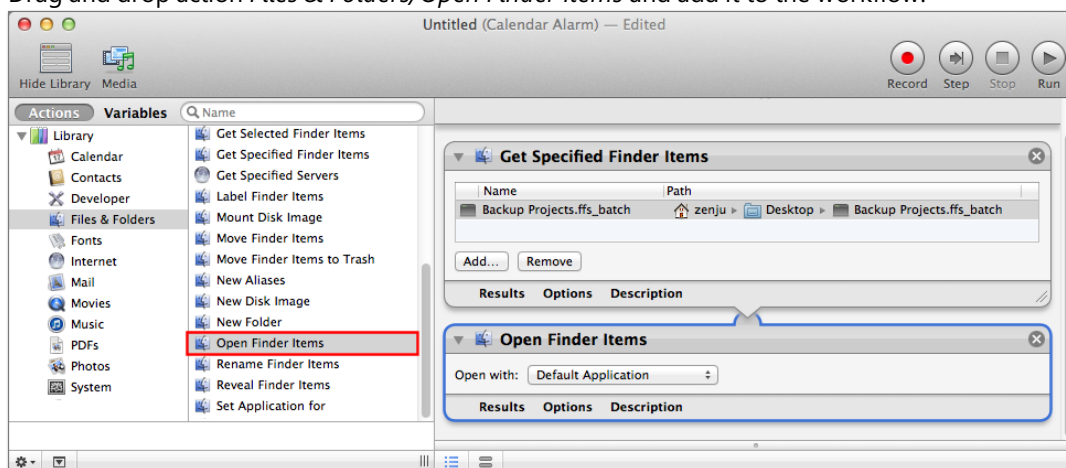 Drag and drop action Files & Folders/Open Finder Items and add it to the workflow.
Untitled (Calendar Alarm) — Edited
Hide Library Media
Record Step Stop Run
Actions Variables Name
Library
Calendar
Contacts
Developer
Files & Folders
Fonts
Internet
Mail
Movies
Music
PDFs
Photos
System
Get Selected Finder Items
Get Specified Finder Items
Get Specified Servers
Label Finder Items
Mount Disk Image
Move Finder Items
Move Finder Items to Trash
New Aliases
New Disk Image
New Folder
Open Finder Items
Rename Finder Items
Reveal Finder Items
Set Application for
Get Specified Finder Items
Name Path
Backup Projects.ffs_batch zenju Desktop Backup Projects.ffs_batch
Add... Remove
Results Options Description
Open Finder Items
Open with: Default Application
Results Options Description